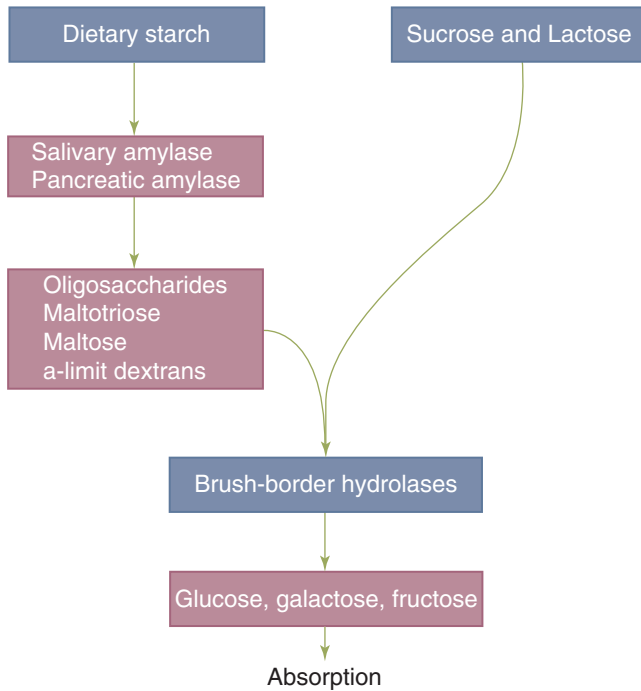 Dietary starch
Sucrose and Lactose
Salivary amylase
Pancreatic amylase
Oligosaccharides
Maltotriose
Maltose
a-limit dextrans
Brush-border hydrolases
Glucose, galactose, fructose
Absorption